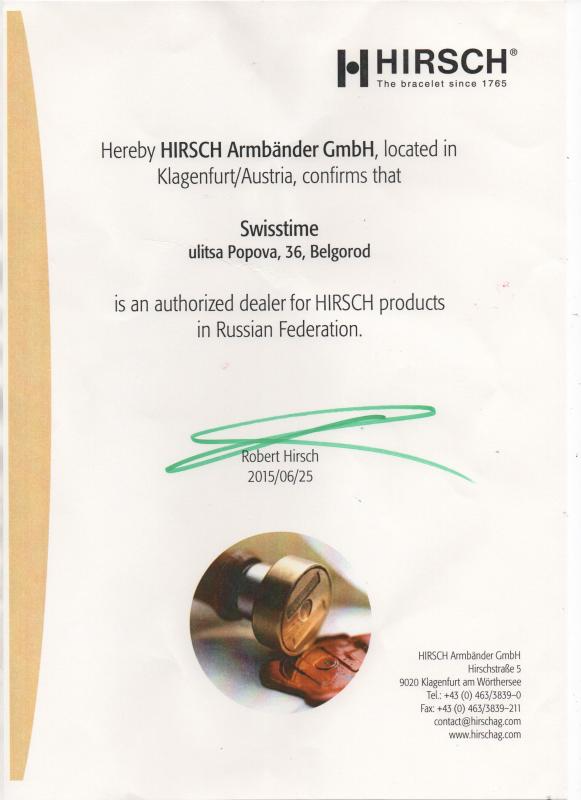 HIRSCH®
The bracelet since 1765
Hereby HIRSCH Armbänder GmbH, located in
Klagenfurt/Austria, confirms that
Swisstime
ulitsa Popova, 36, Belgorod
is an authorized dealer for HIRSCH products
in Russian Federation.
Robert Hirsch
2015/06/25
HIRSCH Armbänder GmbH
Hirschstraße 5
9020 Klagenfurt am Wörthersee
Tel.: +43 (0) 463/3839–0
Fax: +43 (0) 463/3839–211
contact@hirschag.com
www.hirschag.com